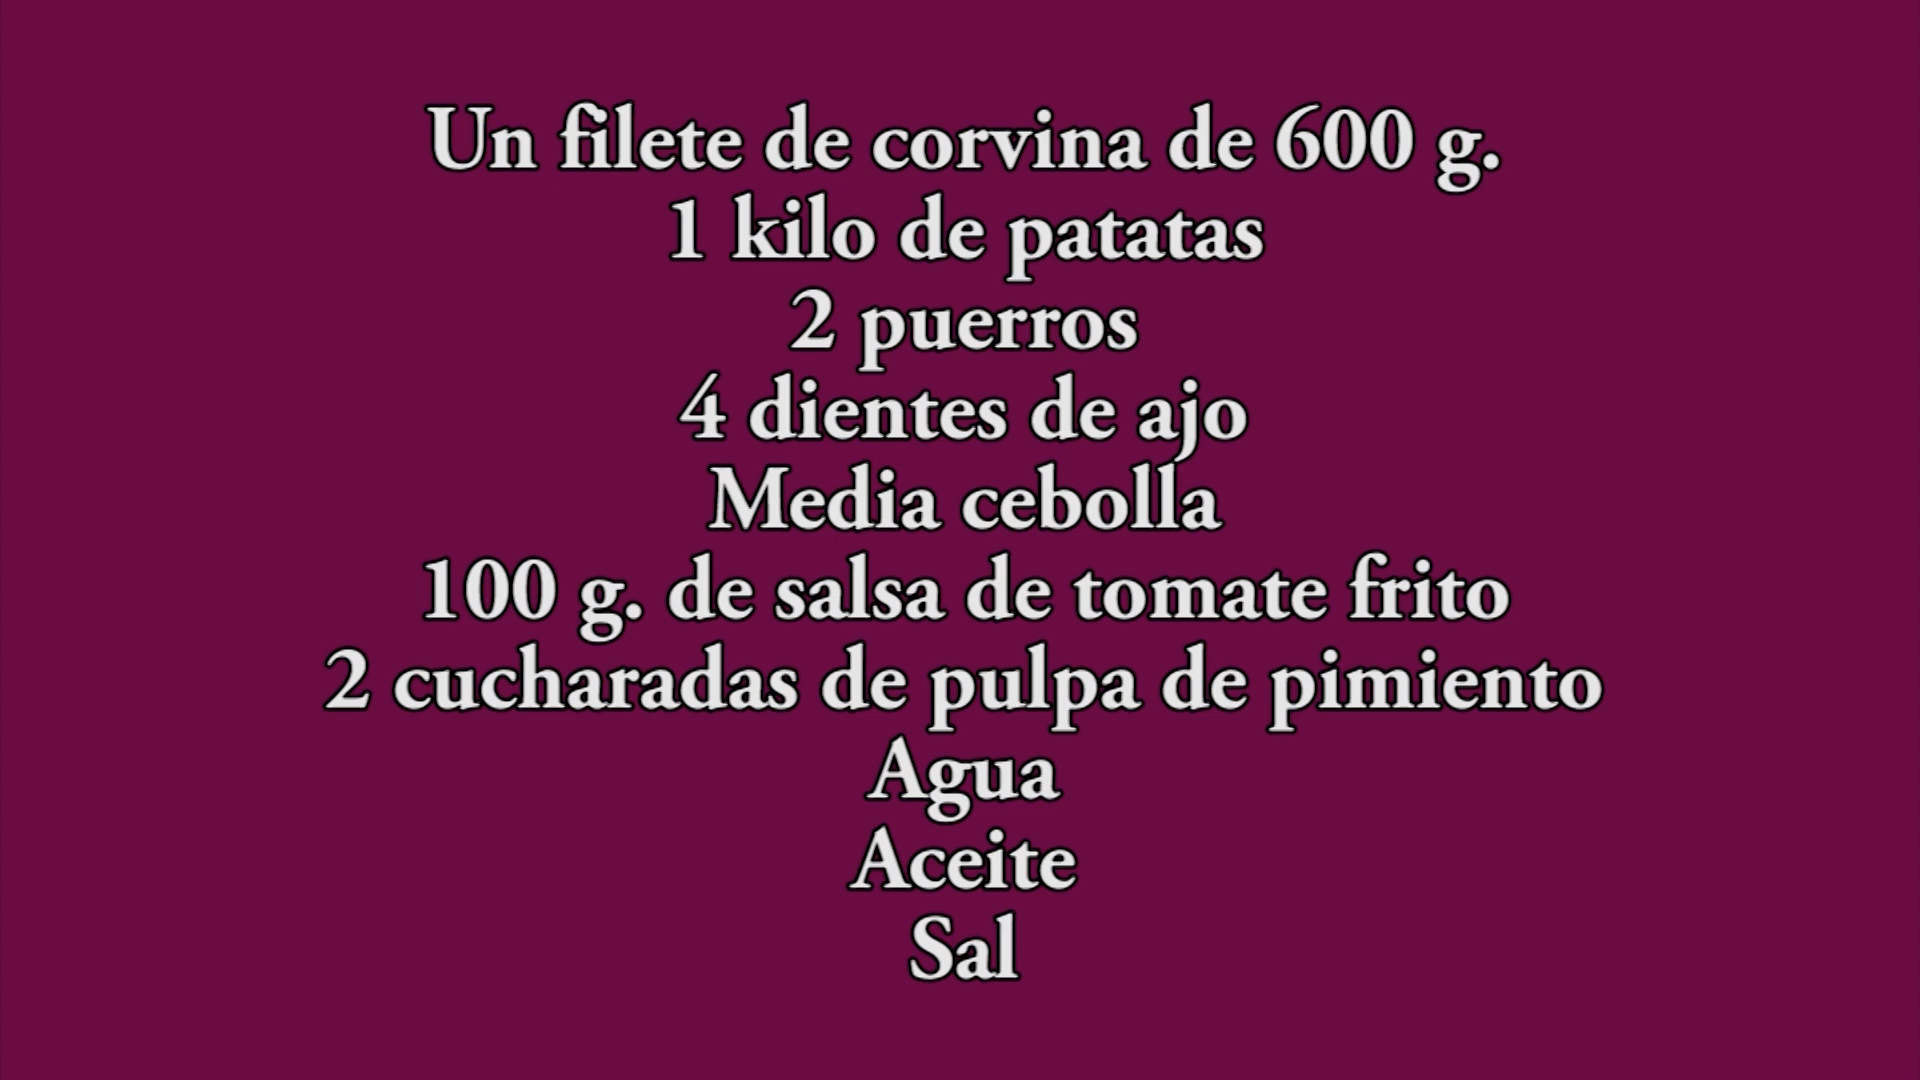 Un filete de corvina de 600 g.
1 kilo de patatas
2 puerros
4 dientes de ajo
Media cebolla
100 g. de salsa de tomate frito
2 cucharadas de pulpa de pimiento
Agua
Aceite
Sal